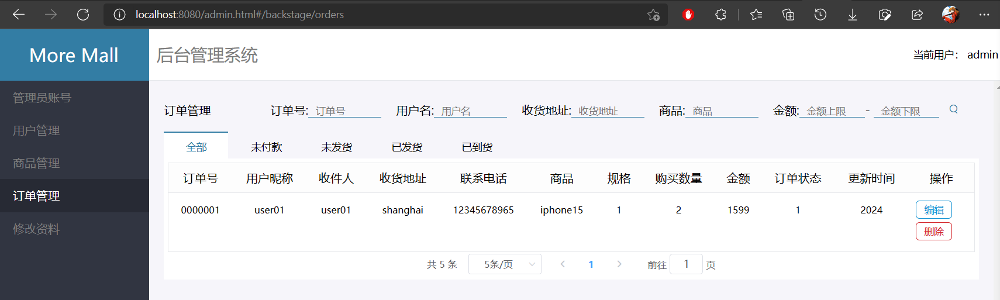 localhost:8080/admin.html#/backstage/orders
More Mall
后台管理系统
当前用户： admin
管理员账号
用户管理
商品管理
订单管理
修改资料
订单管理 订单号: 订单号 用户名: 用户名 收货地址: 收货地址 商品: 商品 金额: 金额上限 - 金额下限
全部 未付款 未发货 已发货 已到货
订单号 用户昵称 收件人 收货地址 联系电话 商品 规格 购买数量 金额 订单状态 更新时间 操作
0000001 user01 user01 shanghai 12345678965 iphone15 1 2 1599 1 2024 编辑
删除
共 5 条 5条/页 1 前往 1 页